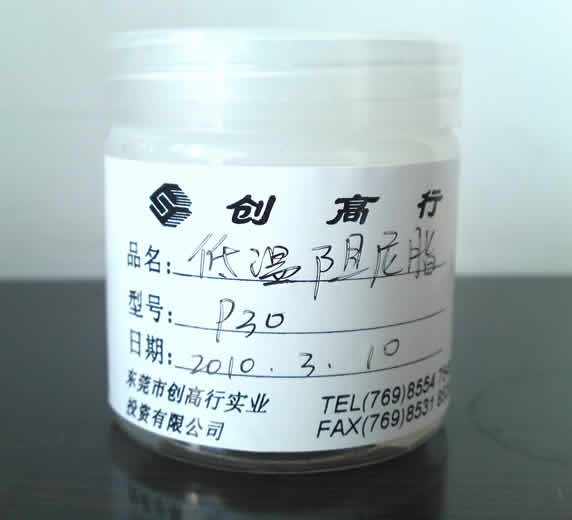 创高行
品名：低温阻尼脂
型号：P30
日期：2010.3.10
东莞市创高行实业
投资有限公司
TEL(769)8554
FAX(769)8531